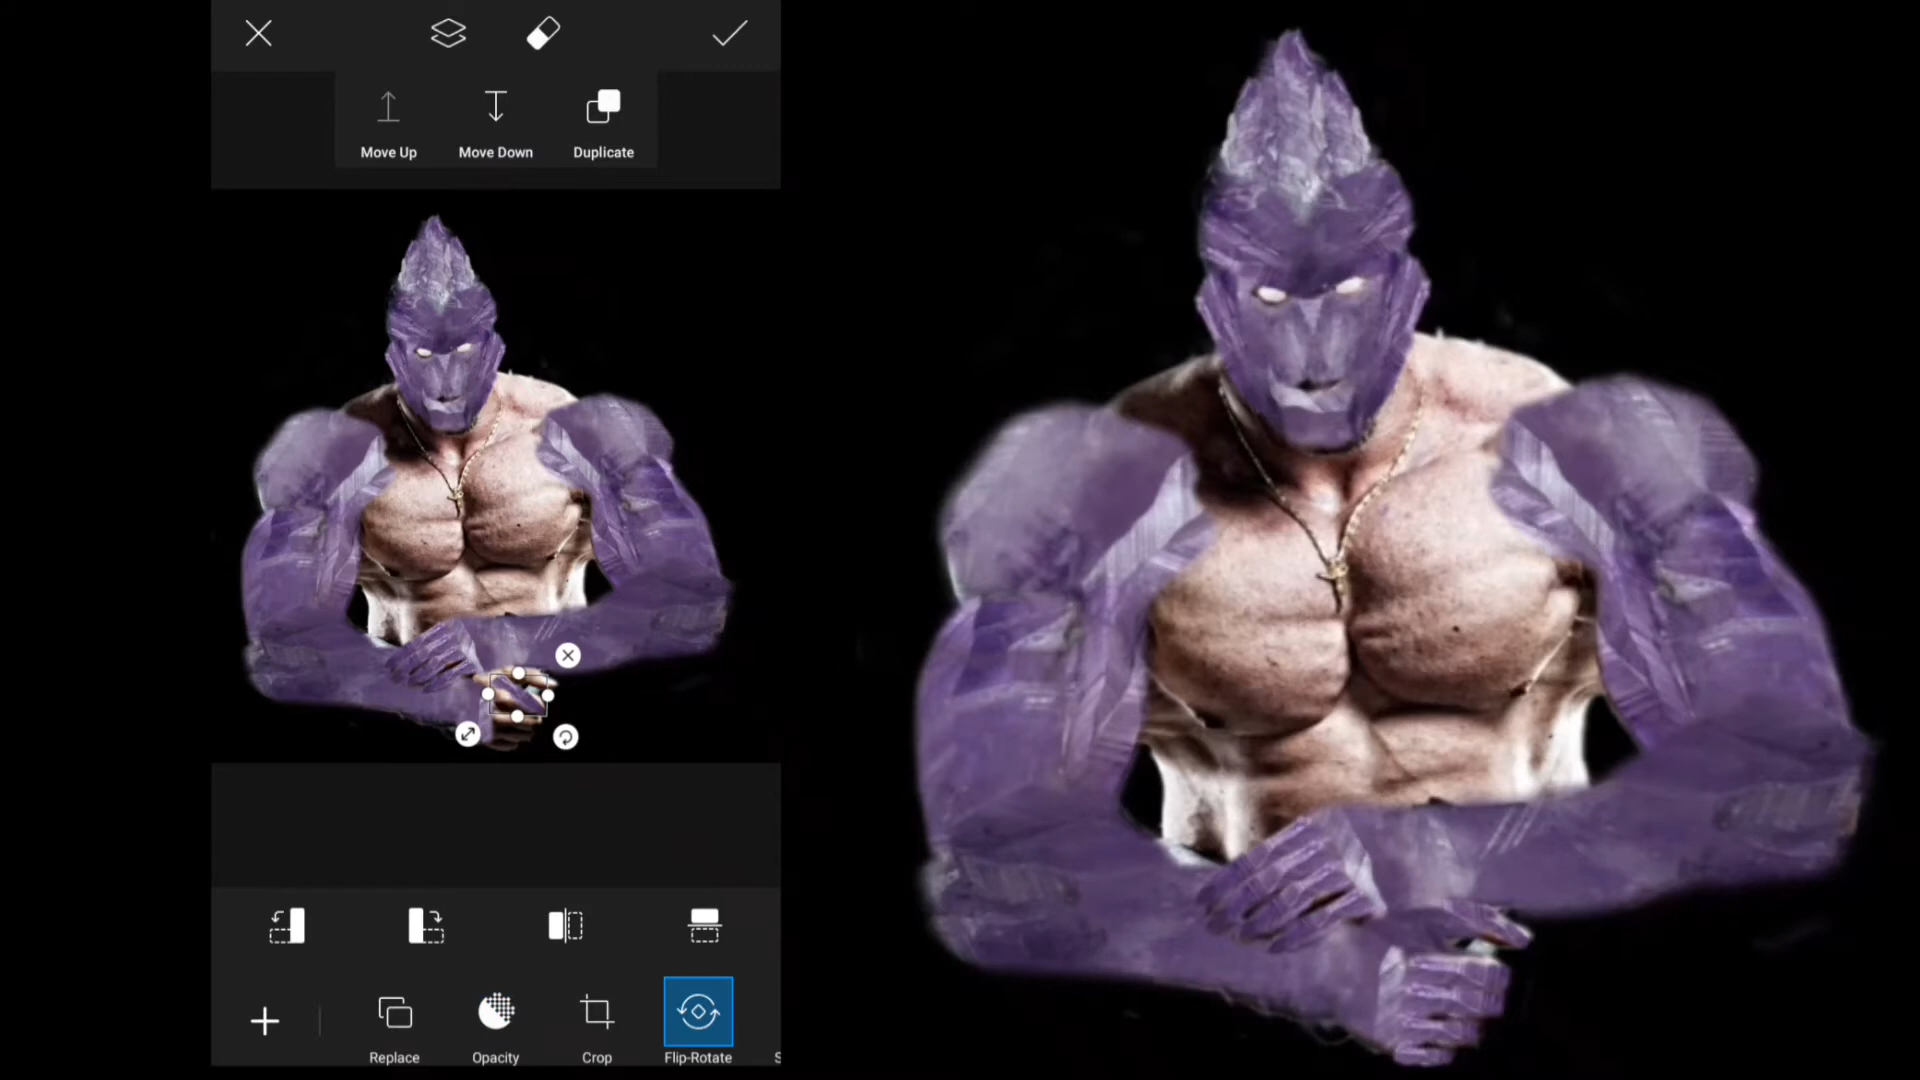 Move Up
Move Down
Duplicate
Replace
Opacity
Crop
Flip-Rotate
S